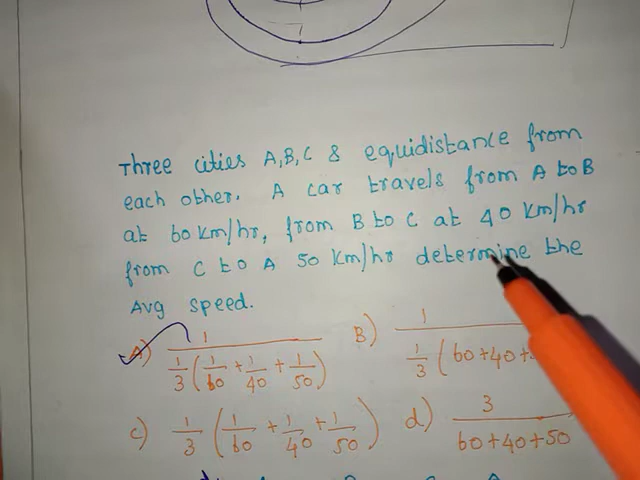 Three cities A,B,C & equidistance from
each other. A car travels from A to B
at 60 Km/hr, from B to C at 40 Km/hr
from C to A 50 Km/hr determine the
Avg speed.
A) 1 / 1/3 (1/60 + 1/40 + 1/50) B) 1 / 1/3 (60+40+
C) 1/3 (1/60 + 1/40 + 1/50) d) 3 / 60+40+50